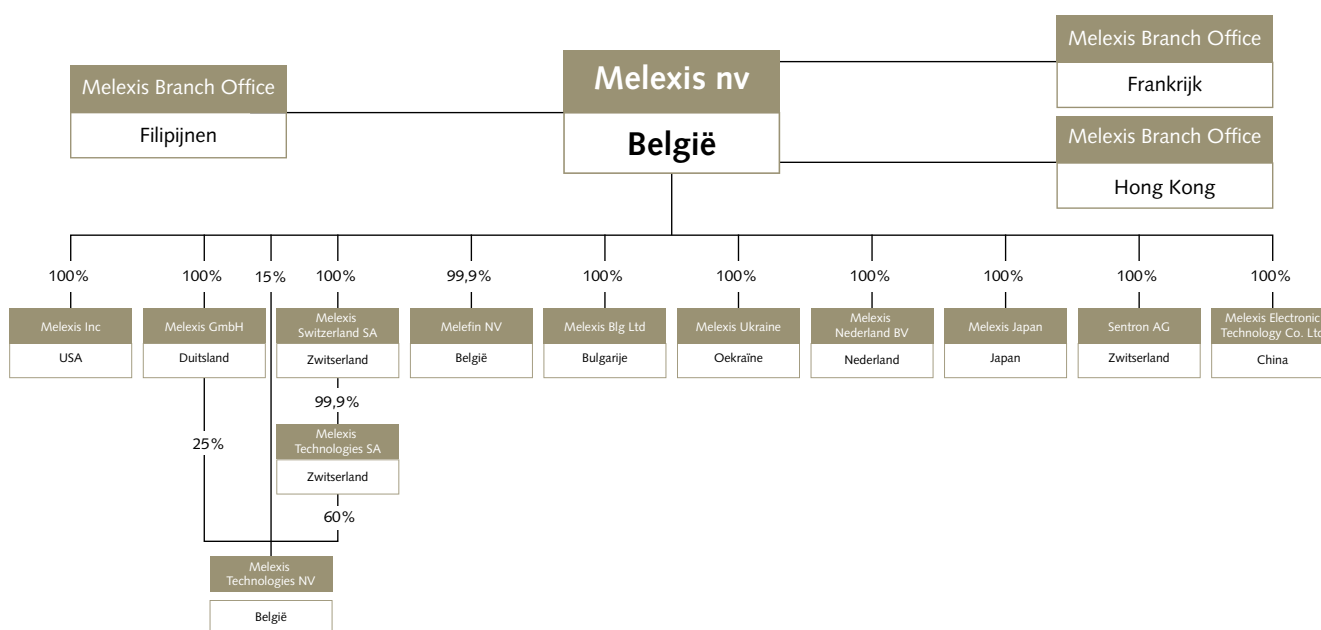 Melexis Branch Office
Filipijnen
Melexis nv
België
Melexis Branch Office
Frankrijk
Melexis Branch Office
Hong Kong
100%
100%
15%
100%
99,9%
100%
100%
100%
100%
100%
100%
Melexis Inc
USA
Melexis GmbH
Duitsland
Melexis
Switzerland SA
Zwitserland
Melefin NV
België
Melexis Blg Ltd
Bulgarije
Melexis Ukraine
Oekraïne
Melexis
Nederland BV
Nederland
Melexis Japan
Japan
Sentron AG
Zwitserland
Melexis Electronic
Technology Co. Ltd
China
99,9%
25%
Melexis
Technologies SA
Zwitserland
60%
Melexis
Technologies NV
België